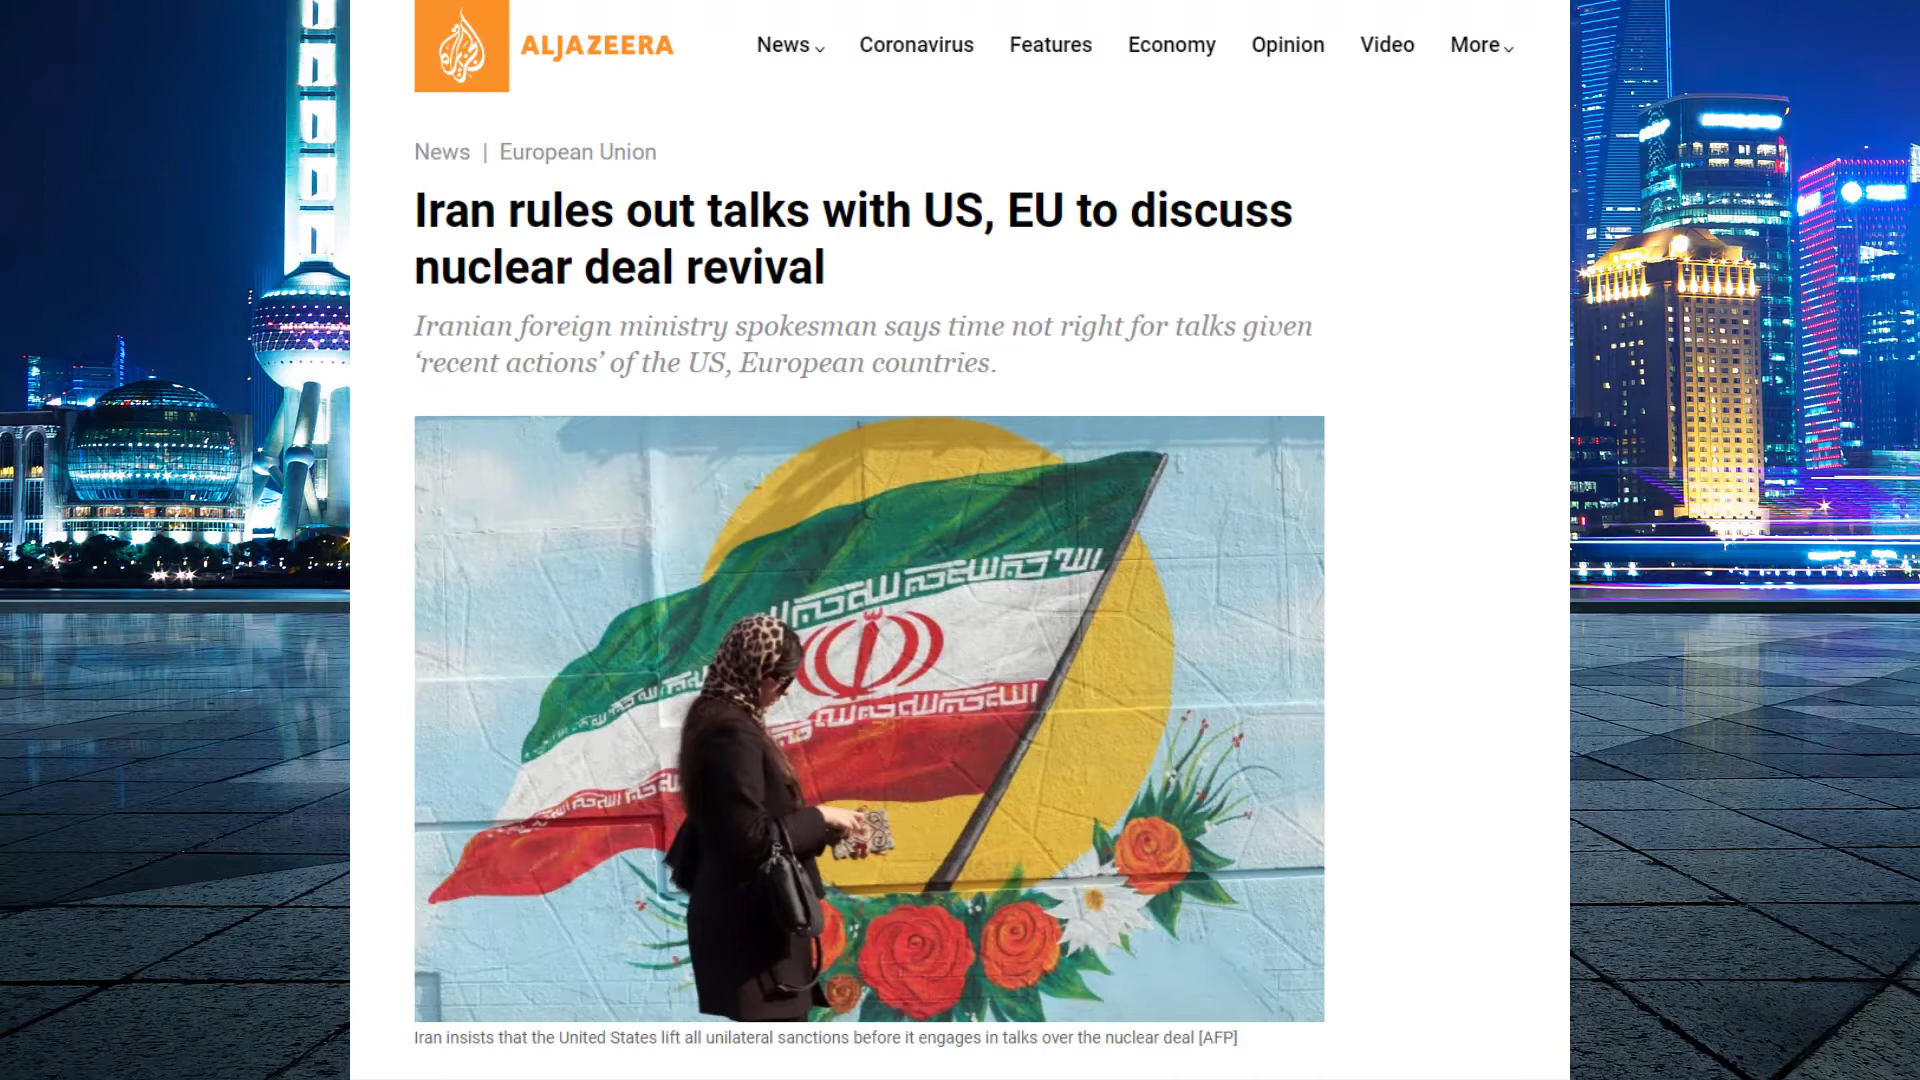 ALJAZEERA
News Coronavirus Features Economy Opinion Video More
News | European Union
Iran rules out talks with US, EU to discuss
nuclear deal revival
Iranian foreign ministry spokesman says time not right for talks given
‘recent actions’ of the US, European countries.
Iran insists that the United States lift all unilateral sanctions before it engages in talks over the nuclear deal [AFP]